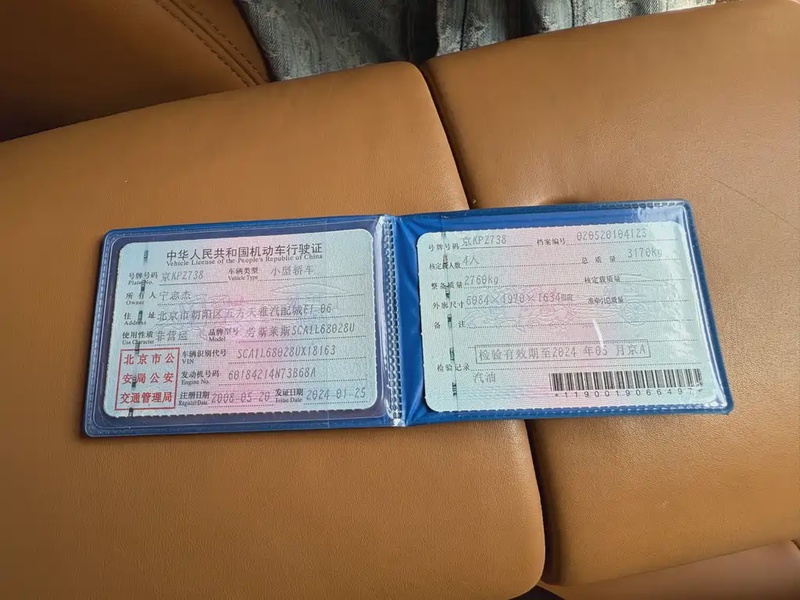 中华人民共和国机动车行驶证
Vehicle License of the People's Republic of China
号牌号码 京KPZ738 车辆类型 小型轿车
Plate No. Vehicle Type
所有人 宁志杰
Owner
住址 北京市朝阳区五方天雅汽配城F1-06
Address
使用性质 非营运 品牌型号 劳斯莱斯SCA1L68028U
Use Character Model
北京市公
安局公安
交通管理局
车辆识别代号 SCA1L68028UX18163
VIN
发动机号码 60184214N73B68A
Engine No.
注册日期 2008-05-20 发证日期 2024-01-25
Register Date Issue Date
号牌号码 京KPZ738 档案编号 020520104123
核定载人数 4人 总质量 3170kg
整备质量 2760kg 核定载质量
外廓尺寸 6084×1970×1634mm 准牵引总质量
备注
检验有效期至2024年05月京A
检验记录
汽油
*1190019066497*